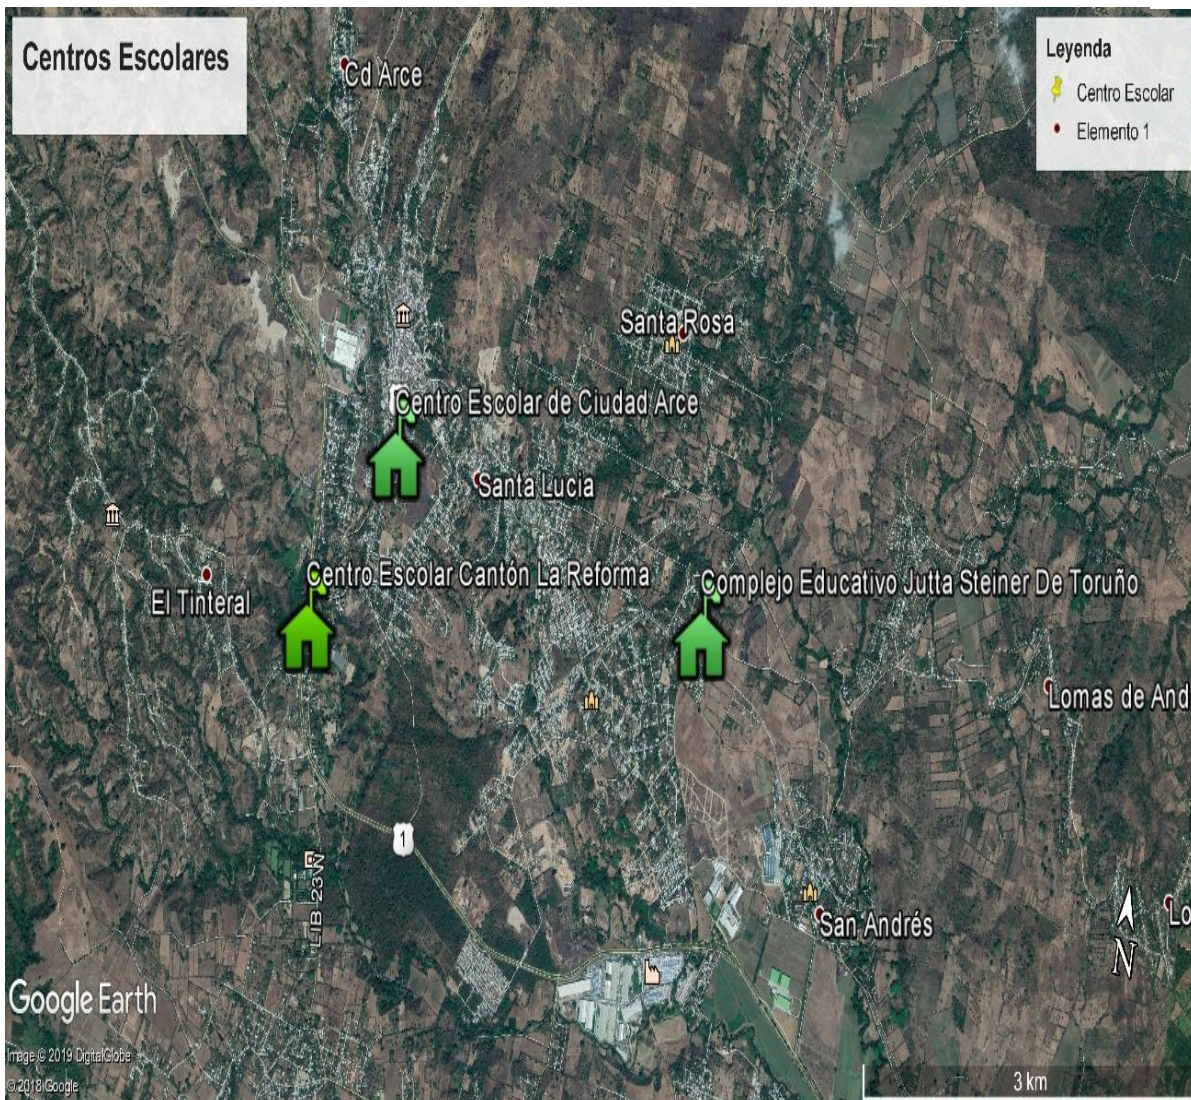 Centros Escolares
Leyenda
Centro Escolar
Elemento 1
Cd Arce
Santa Rosa
Centro Escolar de Ciudad Arce
Santa Lucia
Centro Escolar Cantón La Reforma
Complejo Educativo Jutta Steiner De Toruño
El Tinteral
Lomas de And
1
LIB 23W
San Andrés
Lo
N
Google Earth
Image © 2019 DigitalGlobe
© 2018 Google
3 km